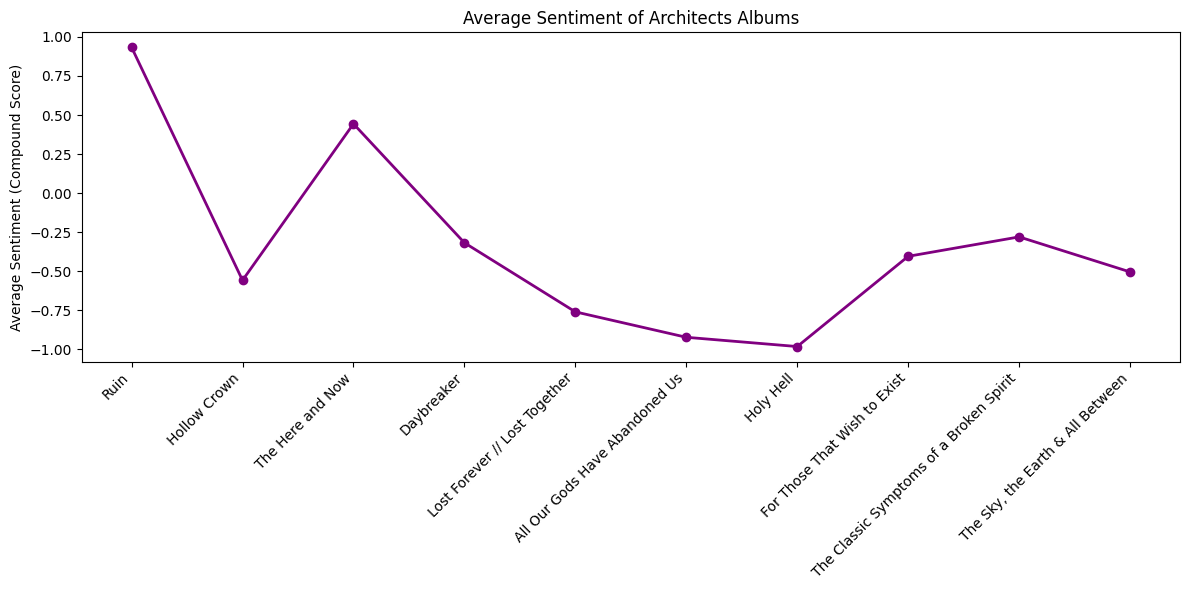 Average Sentiment of Architects Albums
Average Sentiment (Compound Score)
1.00
0.75
0.50
0.25
0.00
−0.25
−0.50
−0.75
−1.00
Ruin
Hollow Crown
The Here and Now
Daybreaker
Lost Forever // Lost Together
All Our Gods Have Abandoned Us
Holy Hell
For Those That Wish to Exist
The Classic Symptoms of a Broken Spirit
The Sky, the Earth & All Between